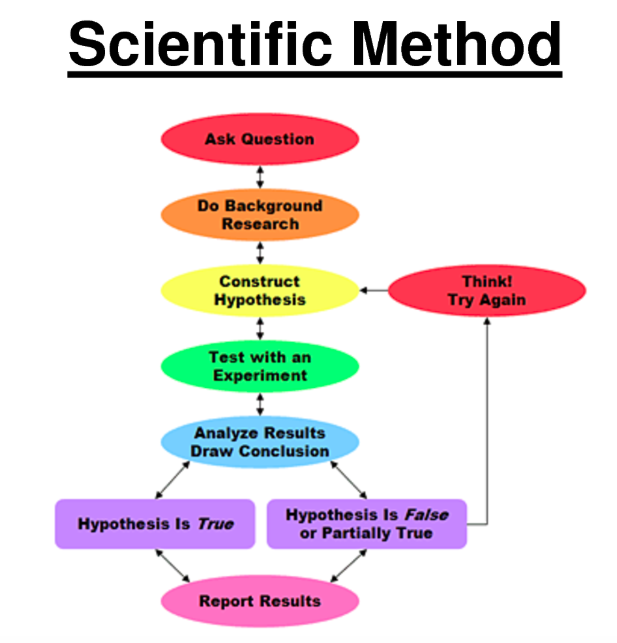 Scientific Method
Ask Question
Do Background
Research
Construct
Hypothesis
Think!
Try Again
Test with an
Experiment
Analyze Results
Draw Conclusion
Hypothesis Is True
Hypothesis Is False
or Partially True
Report Results